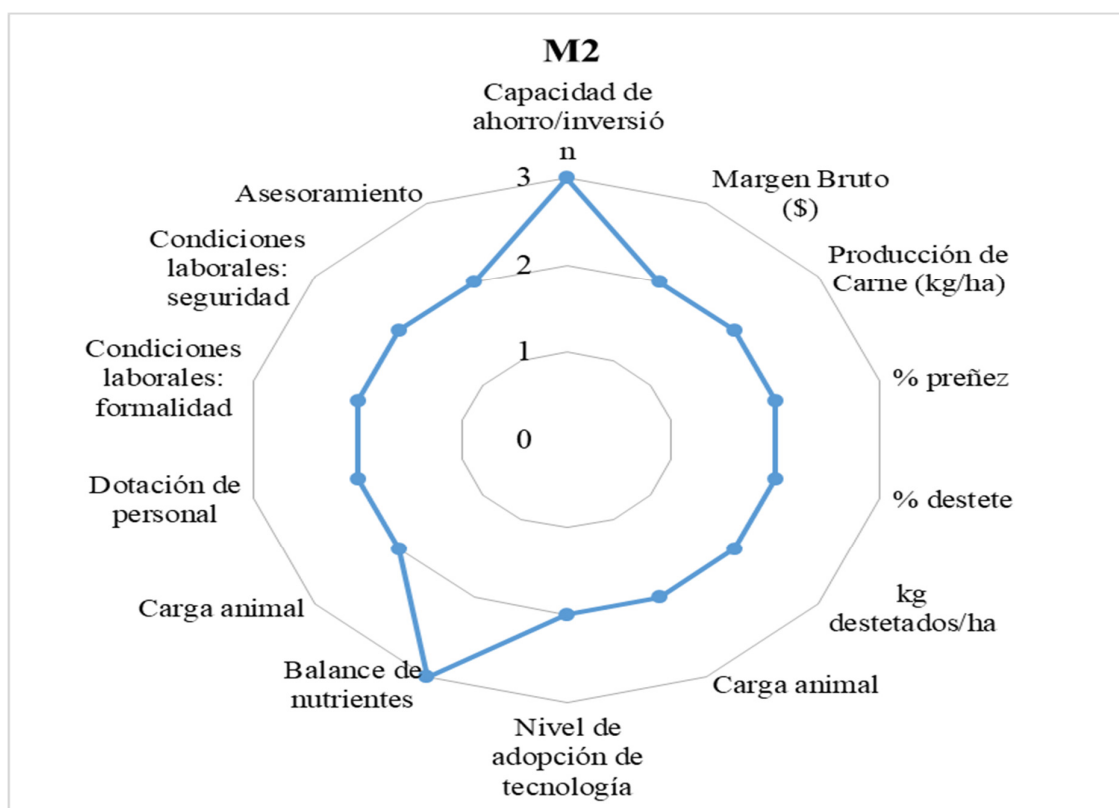 M2
Capacidad de
ahorro/inversió
n
Margen Bruto
($)
Producción de
Carne (kg/ha)
% preñez
% destete
kg
destetados/ha
Carga animal
Nivel de
adopción de
tecnología
Balance de
nutrientes
Carga animal
Dotación de
personal
Condiciones
laborales:
formalidad
Condiciones
laborales:
seguridad
Asesoramiento
3
2
1
0